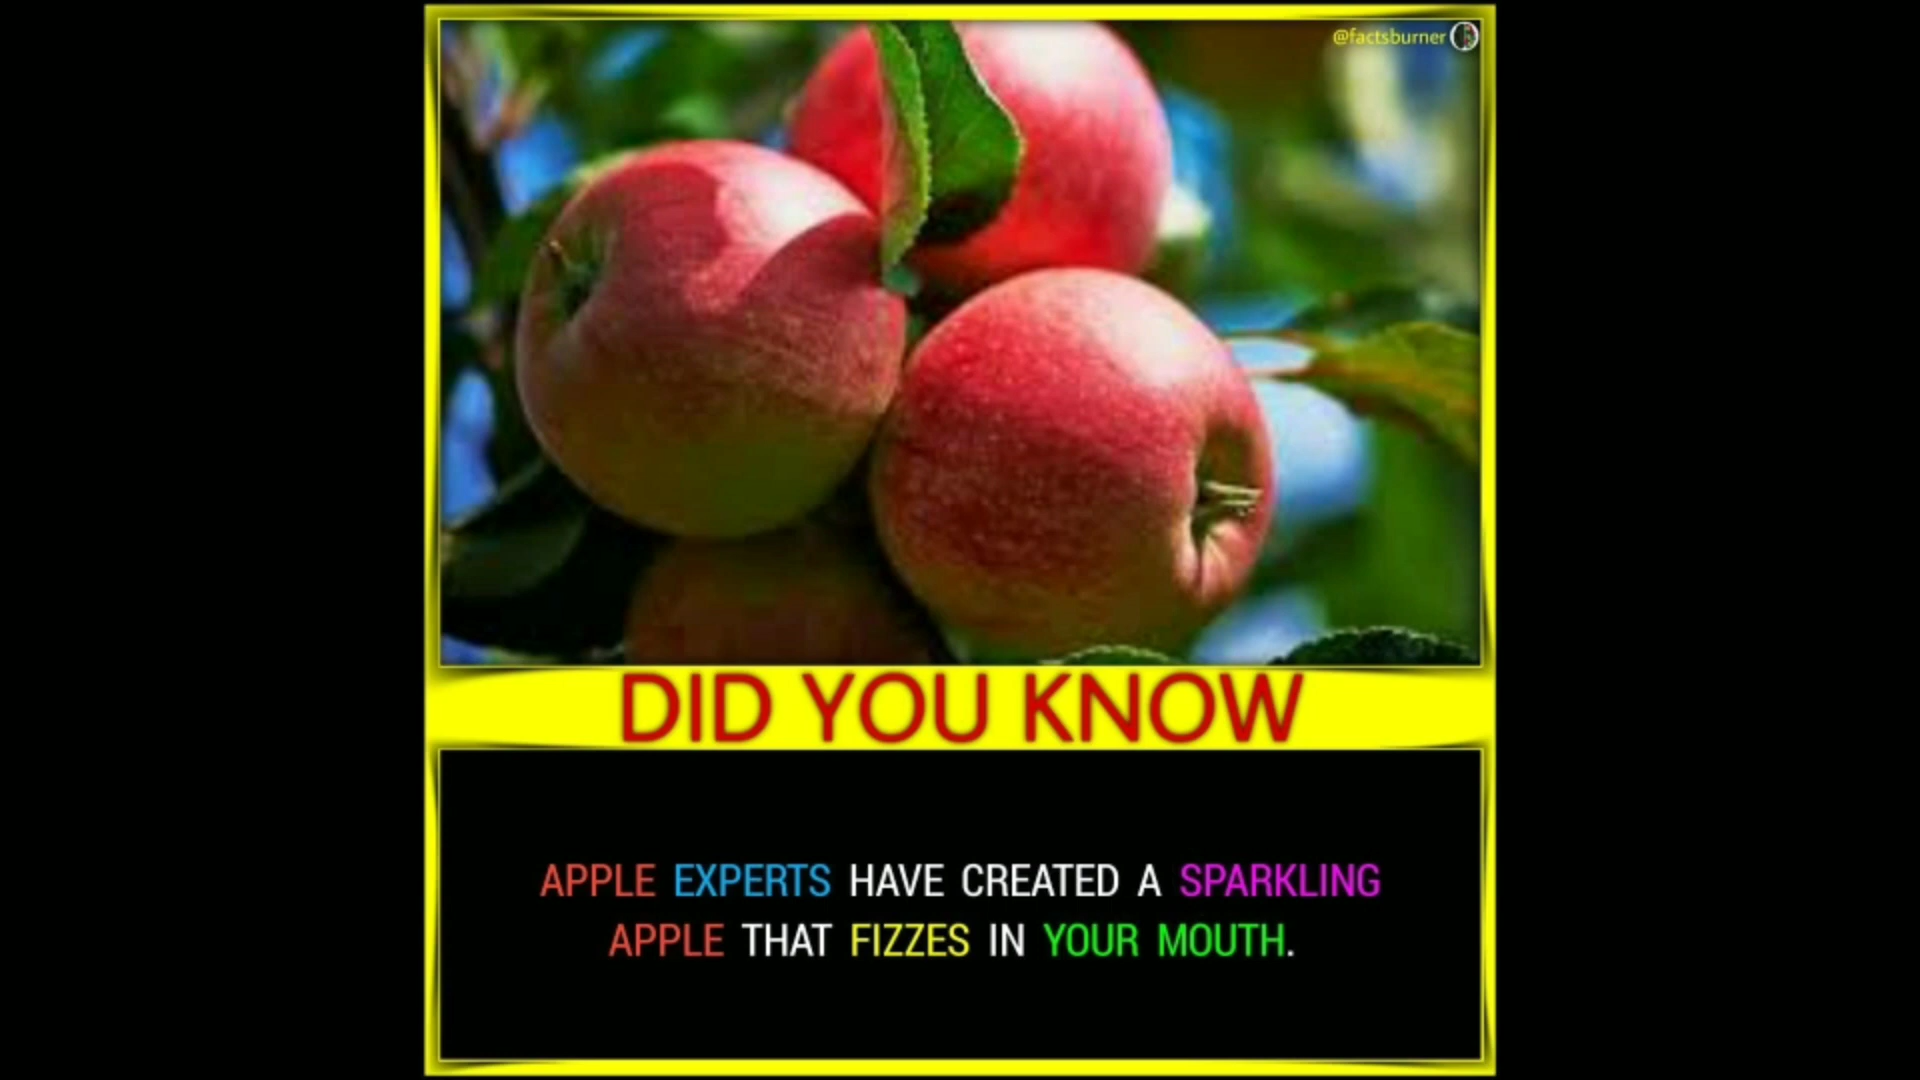 @factsburner
DID YOU KNOW
APPLE EXPERTS HAVE CREATED A SPARKLING
APPLE THAT FIZZES IN YOUR MOUTH.